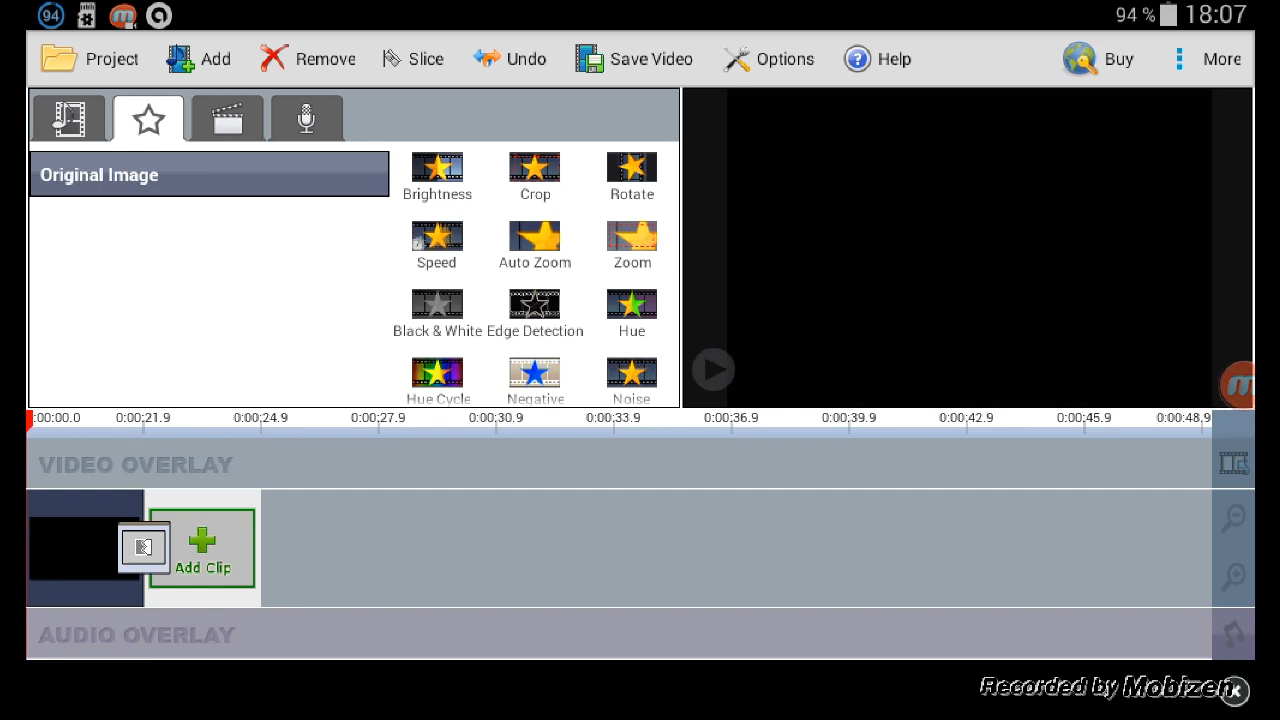 94 94 % 18:07
Project Add Remove Slice Undo Save Video Options Help Buy More
Original Image
Brightness Crop Rotate
Speed Auto Zoom Zoom
Black & White Edge Detection Hue
Hue Cycle Negative Noise
:00:00.0 0:00:21.9 0:00:24.9 0:00:27.9 0:00:30.9 0:00:33.9 0:00:36.9 0:00:39.9 0:00:42.9 0:00:45.9 0:00:48.9
VIDEO OVERLAY
Add Clip
AUDIO OVERLAY
Recorded by Mobizen